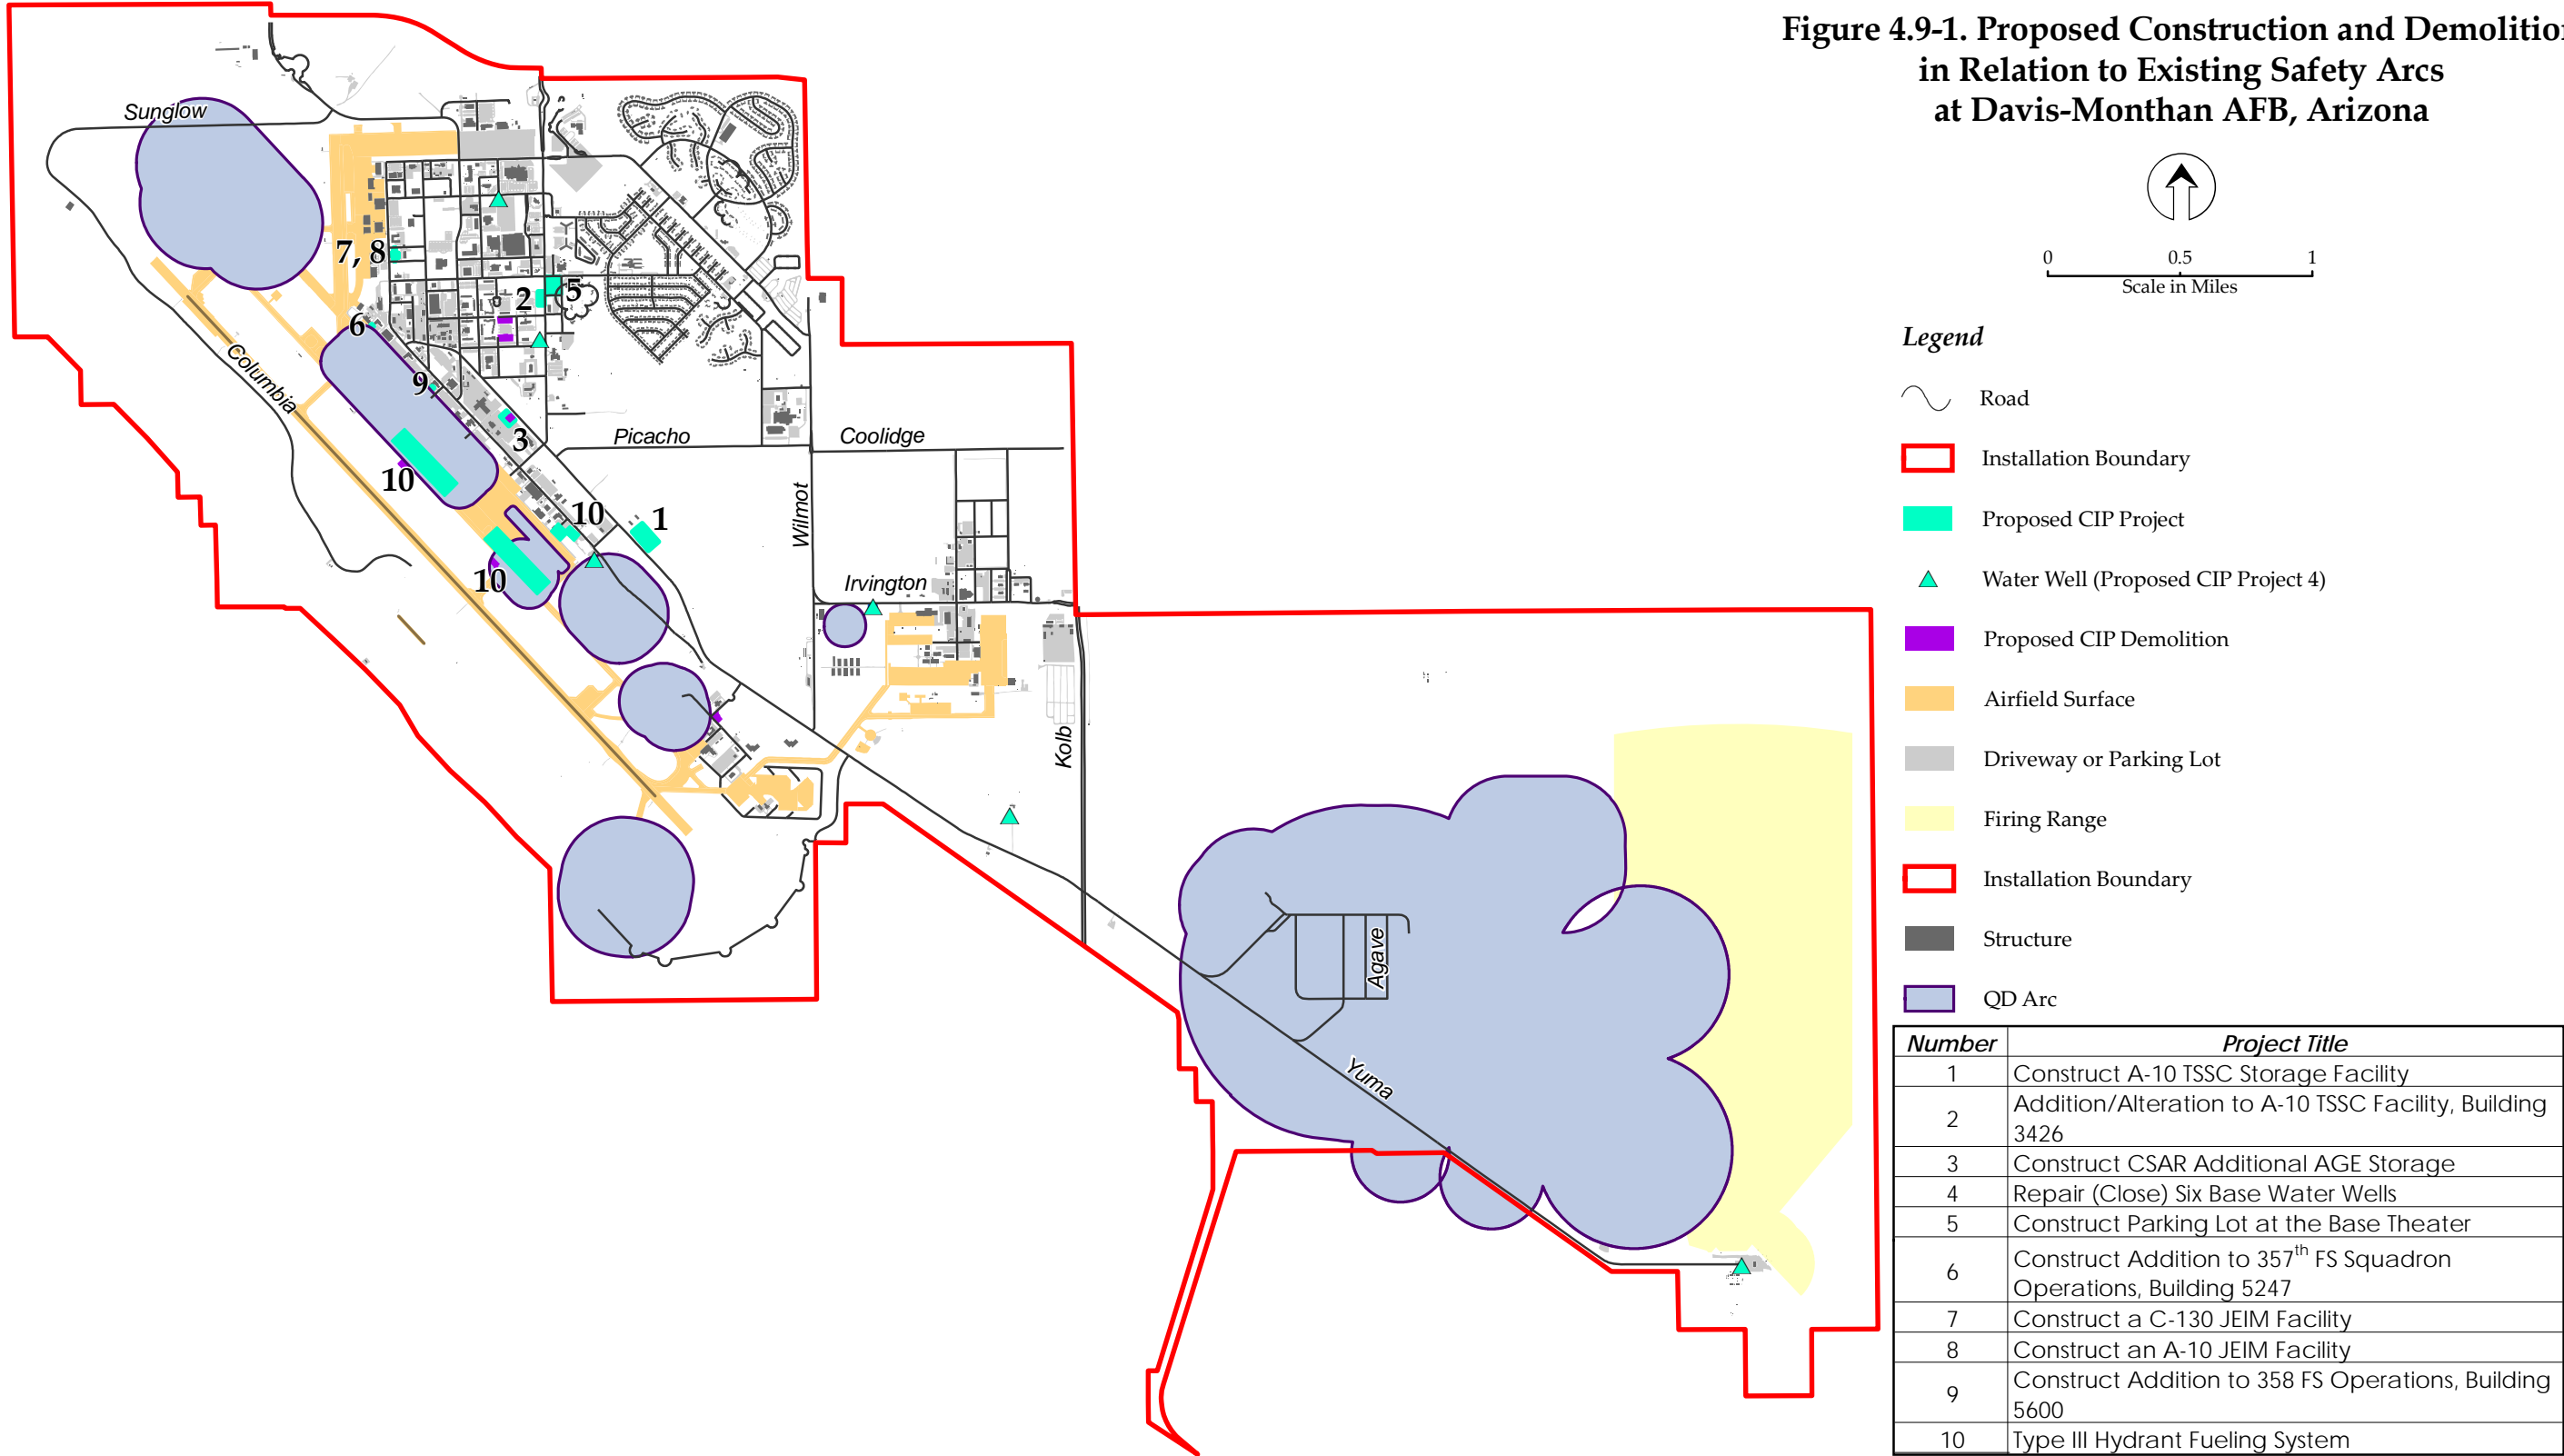 Figure 4.9-1. Proposed Construction and Demolition
in Relation to Existing Safety Arcs
at Davis-Monthan AFB, Arizona
0 0.5 1
Scale in Miles
Legend
Road
Installation Boundary
Proposed CIP Project
Water Well (Proposed CIP Project 4)
Proposed CIP Demolition
Airfield Surface
Driveway or Parking Lot
Firing Range
Installation Boundary
Structure
QD Arc
Number Project Title
1 Construct A-10 TSSC Storage Facility
2 Addition/Alteration to A-10 TSSC Facility, Building
3426
3 Construct CSAR Additional AGE Storage
4 Repair (Close) Six Base Water Wells
5 Construct Parking Lot at the Base Theater
6 Construct Addition to 357th FS Squadron
Operations, Building 5247
7 Construct a C-130 JEIM Facility
8 Construct an A-10 JEIM Facility
9 Construct Addition to 358 FS Operations, Building
5600
10 Type III Hydrant Fueling System
Sunglow
7, 8
2
5
6
Columbia
9
3
Picacho
Coolidge
10
Wilmot
10
1
10
Irvington
Kolb
Agave
Yuma